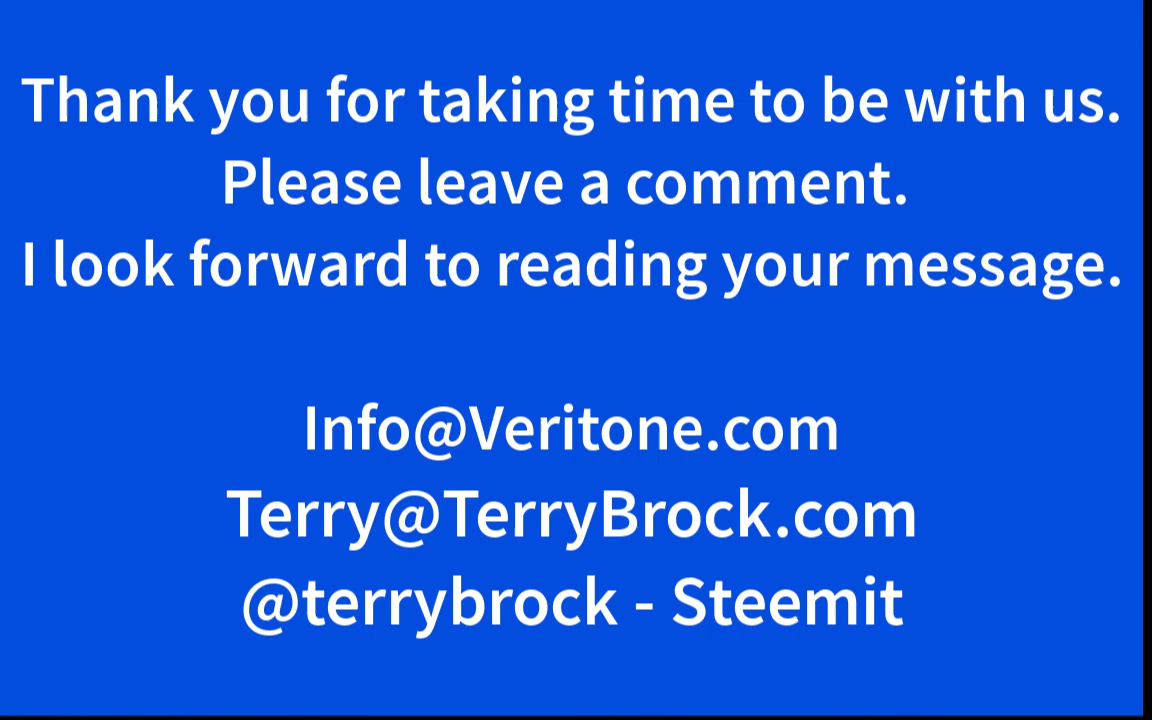 Thank you for taking time to be with us.
Please leave a comment.
I look forward to reading your message.
Info@Veritone.com
Terry@TerryBrock.com
@terrybrock - Steemit